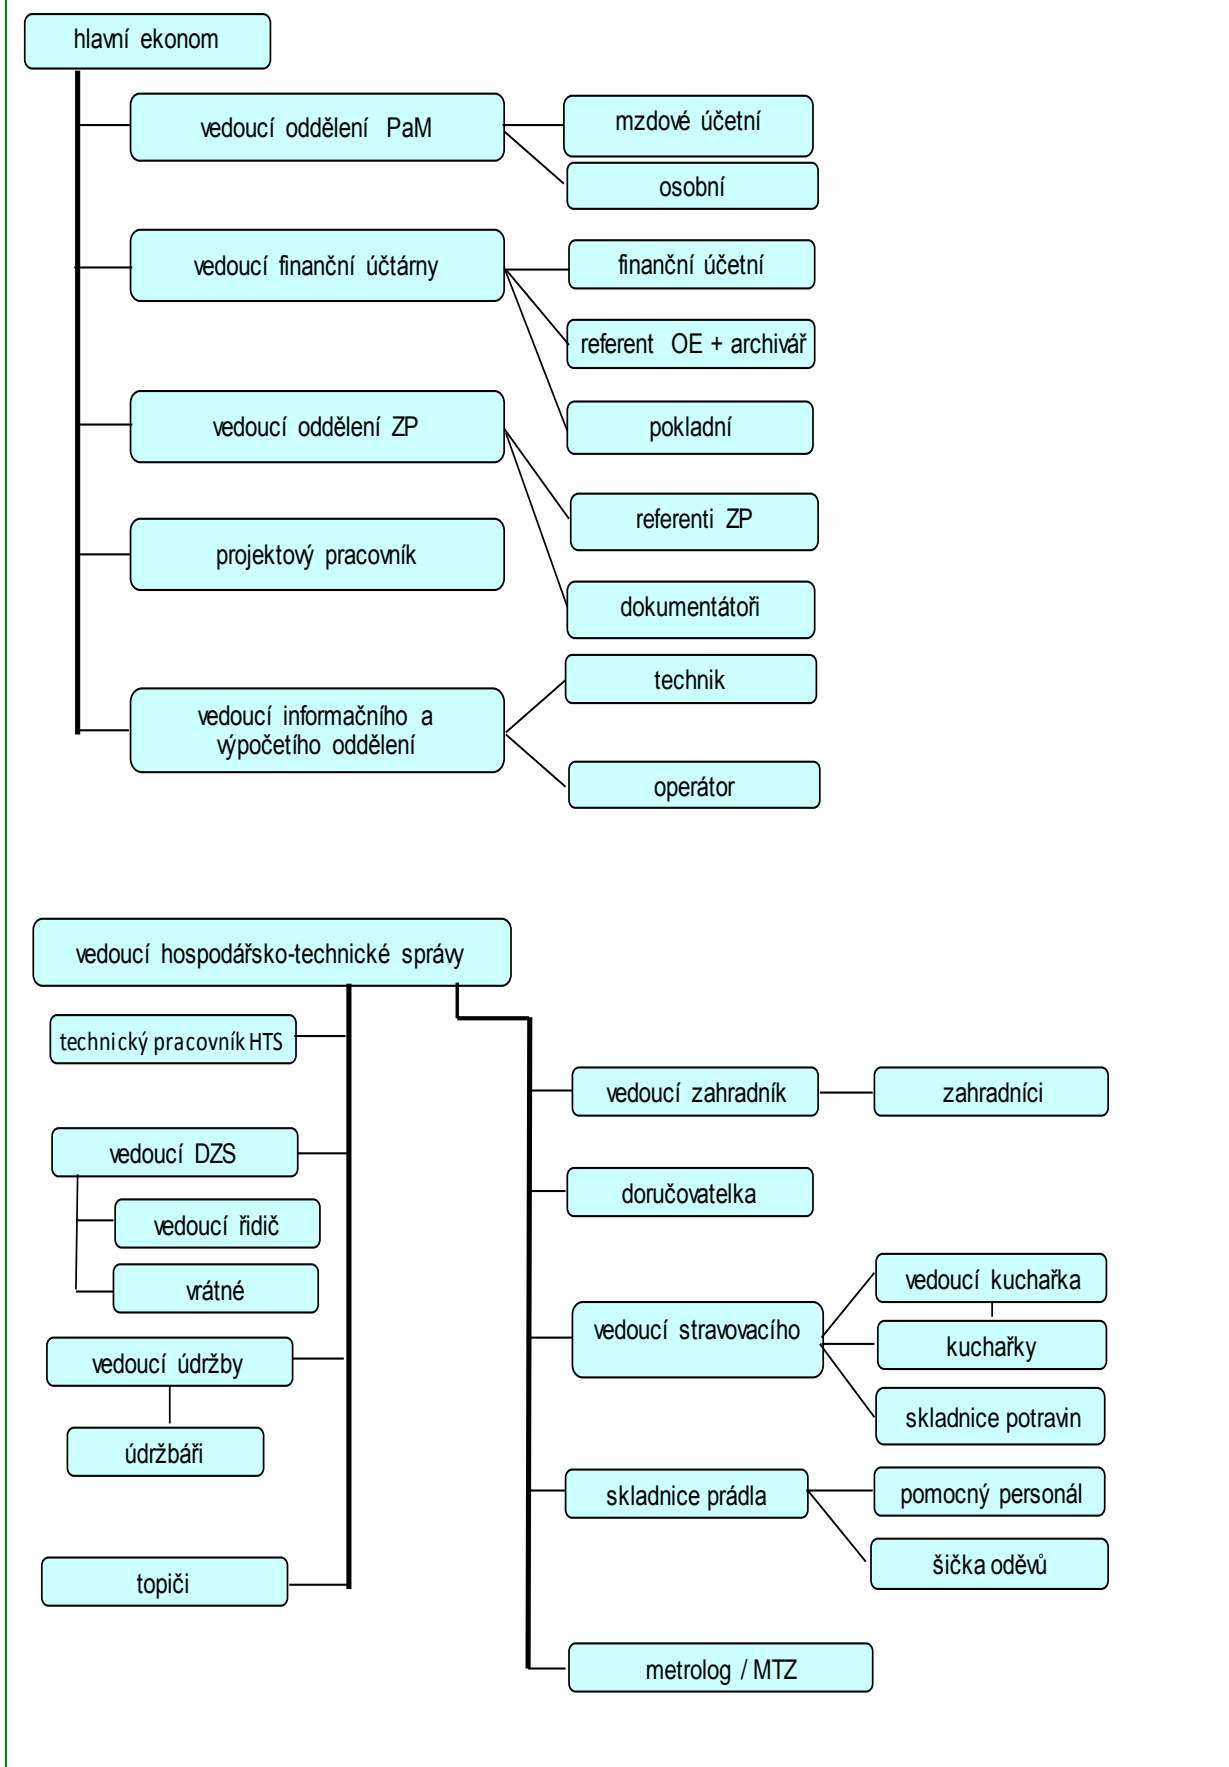 hlavní ekonom
vedoucí oddělení PaM
mzdové účetní
osobní
vedoucí finanční účtárny
finanční účetní
referent OE + archivář
vedoucí oddělení ZP
pokladní
referenti ZP
projektový pracovník
dokumentátoři
technik
vedoucí informačního a
výpočetího oddělení
operátor
vedoucí hospodářsko-technické správy
technický pracovník HTS
vedoucí DZS
vedoucí řidič
vrátné
vedoucí údržby
údržbáři
topiči
vedoucí zahradník
zahradníci
doručovatelka
vedoucí stravovacího
vedoucí kuchařka
kuchařky
skladnice potravin
skladnice prádla
pomocný personál
šička oděvů
metrolog / MTZ